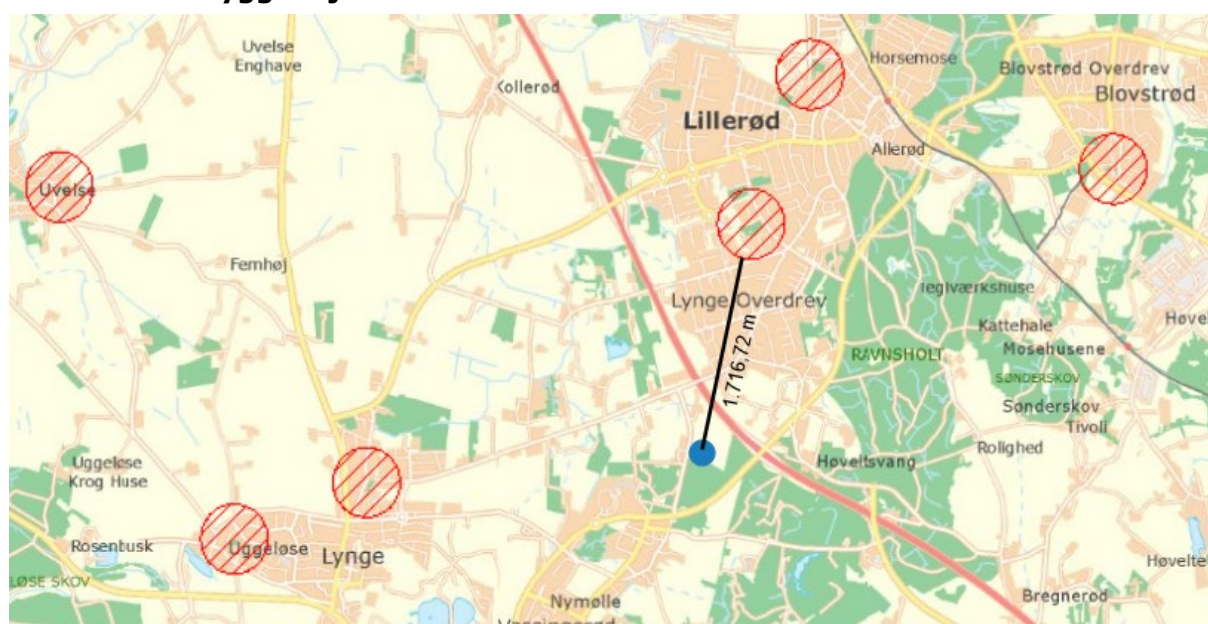 Uvelse
Enghave
Kollerød
Horsemose
Blovstrød Overdrev
Blovstrød
Lillerød
Allerød
Uvelse
Femhøj
Lynge Overdrev
Teglværkshuse
Kattehale
Mosehusene
Høvel
RAVNSHOLT
SØNDERSKOV
1.716,72 m
Sønderskov
Tivoli
Rolighed
Høveltsvang
Uggeløse
Krog Huse
Rosenbusk
Uggeløse
Lynge
LØSE SKOV
Nymølle
Høvelte
Bregnerød